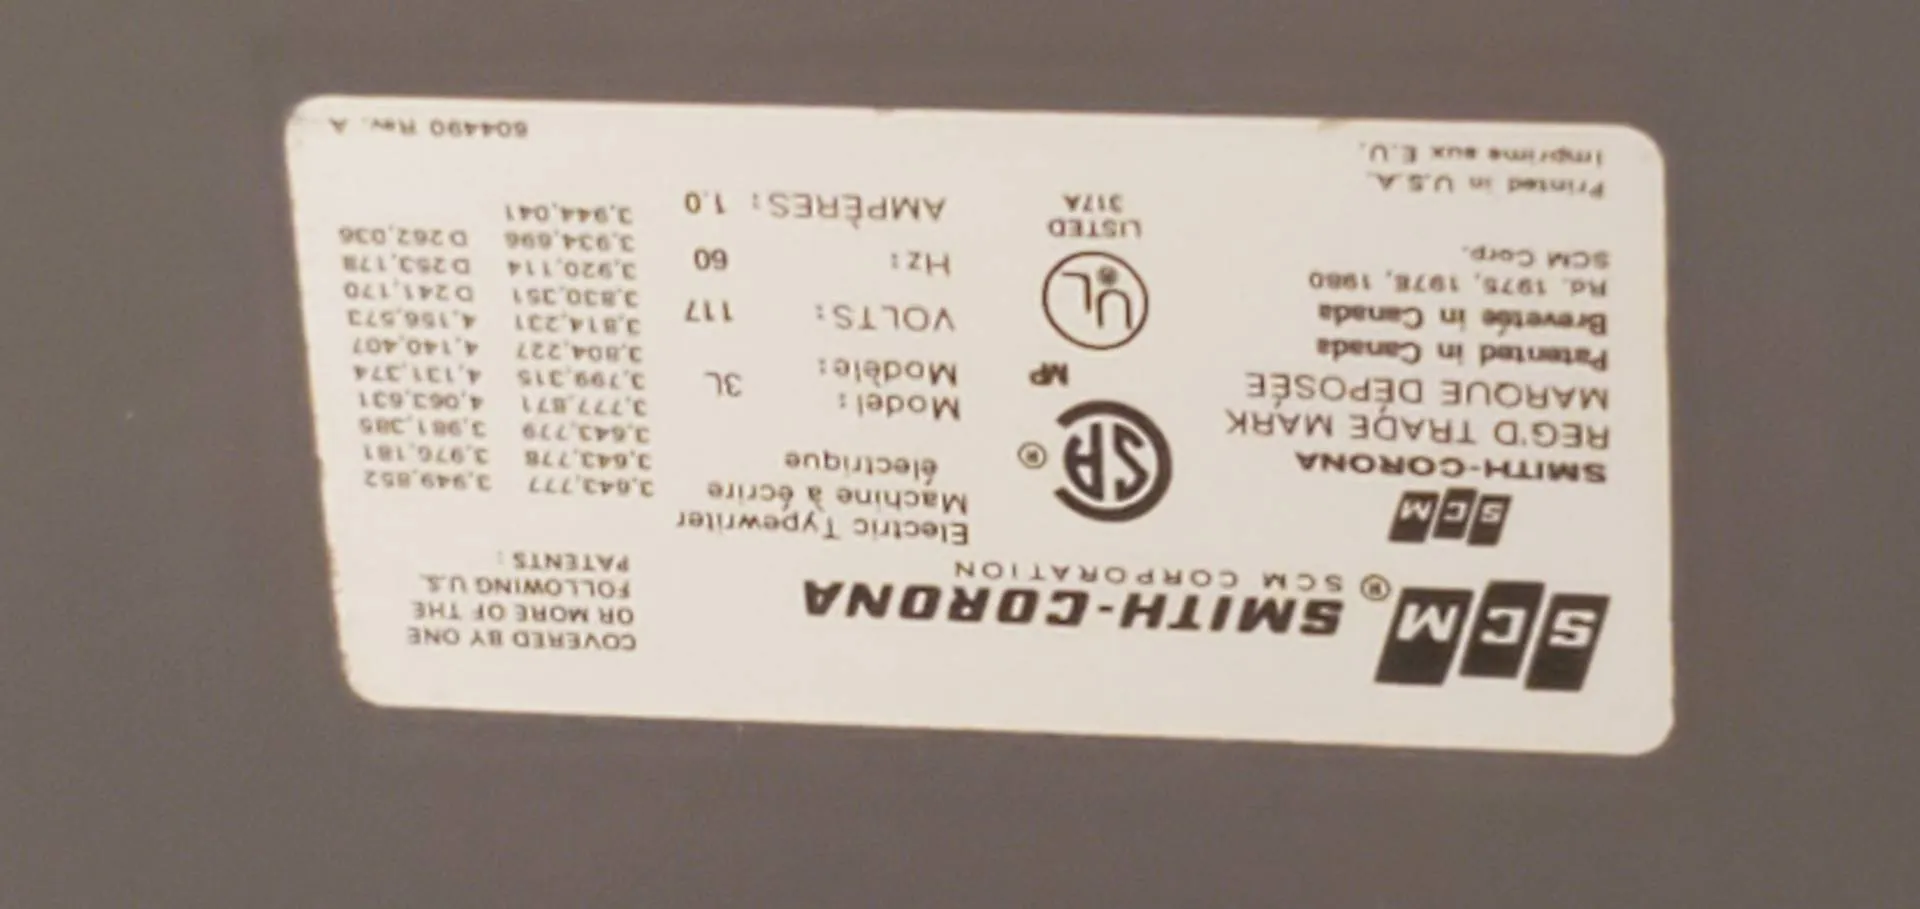 SCM ® SMITH-CORONA
SCM CORPORATION
SCM
SMITH-CORONA
REG'D TRADE MARK
MARQUE DÉPOSÉE
Patented in Canada
Brevetée in Canada
Rd. 1975, 1978, 1980
SCM Corp.
Printed in U.S.A.
Imprime aux E.U.
SA ®
MP
UL ®
LISTED
317A
Electric Typewriter
Machine à écrire
électrique
Model:
Modèle: 3L
VOLTS: 117
Hz: 60
AMPÈRES: 1.0
COVERED BY ONE
OR MORE OF THE
FOLLOWING U.S.
PATENTS:
3,643,777 3,949,852
3,643,778 3,976,181
3,643,779 3,981,385
3,777,871 4,063,631
3,799,315 4,131,374
3,804,227 4,140,407
3,814,231 4,156,573
3,830,351 D 241,170
3,920,114 D 253,178
3,934,696 D 262,036
3,944,041
604490 Rev. A